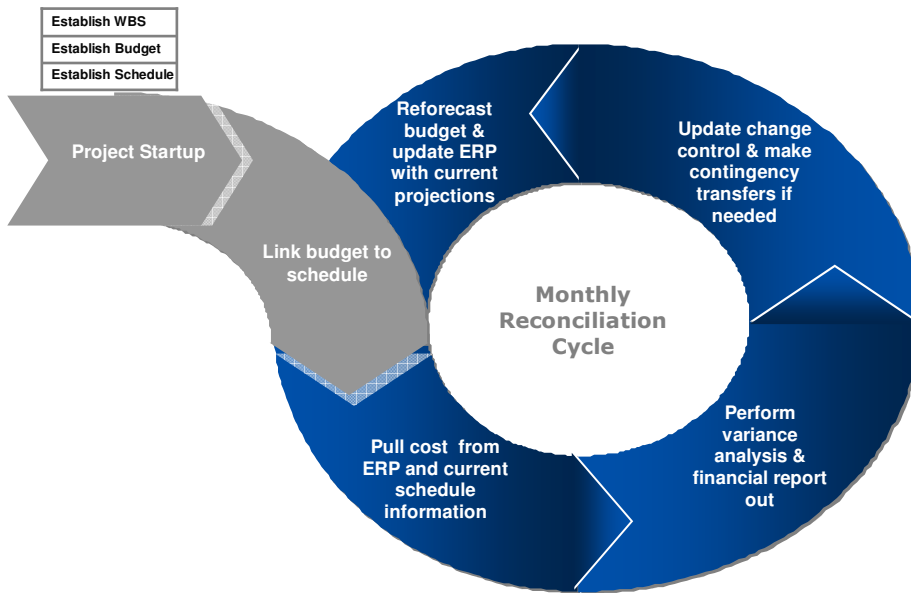 Establish WBS
Establish Budget
Establish Schedule
Project Startup
Link budget to
schedule
Pull cost from
ERP and current
schedule
information
Perform
variance
analysis &
financial report
out
Update change
control & make
contingency
transfers if
needed
Reforecast
budget &
update ERP
with current
projections
Monthly
Reconciliation
Cycle